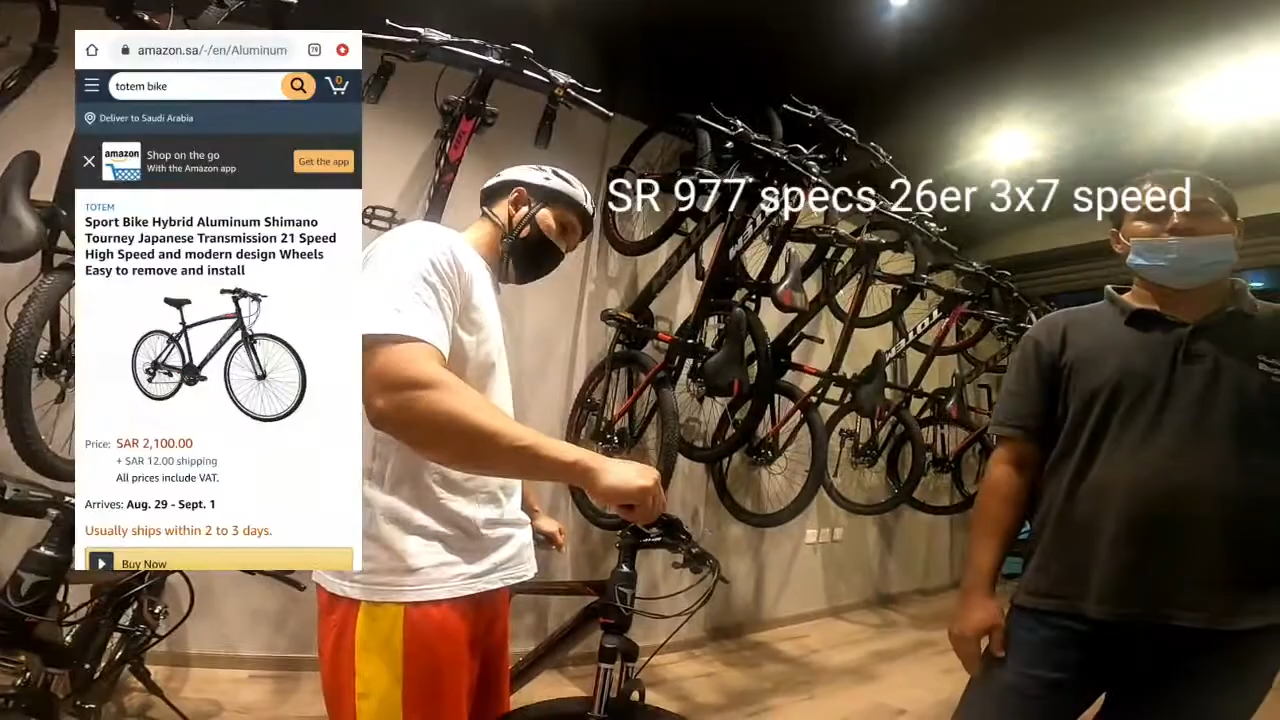 amazon.sa/-/en/Aluminum
79
totem bike
0
Deliver to Saudi Arabia
amazon
Shop on the go
With the Amazon app
Get the app
TOTEM
Sport Bike Hybrid Aluminum Shimano
Tourney Japanese Transmission 21 Speed
High Speed and modern design Wheels
Easy to remove and install
Price: SAR 2,100.00
+ SAR 12.00 shipping
All prices include VAT.
Arrives: Aug. 29 - Sept. 1
Usually ships within 2 to 3 days.
Buy Now
SR 977 specs 26er 3x7 speed